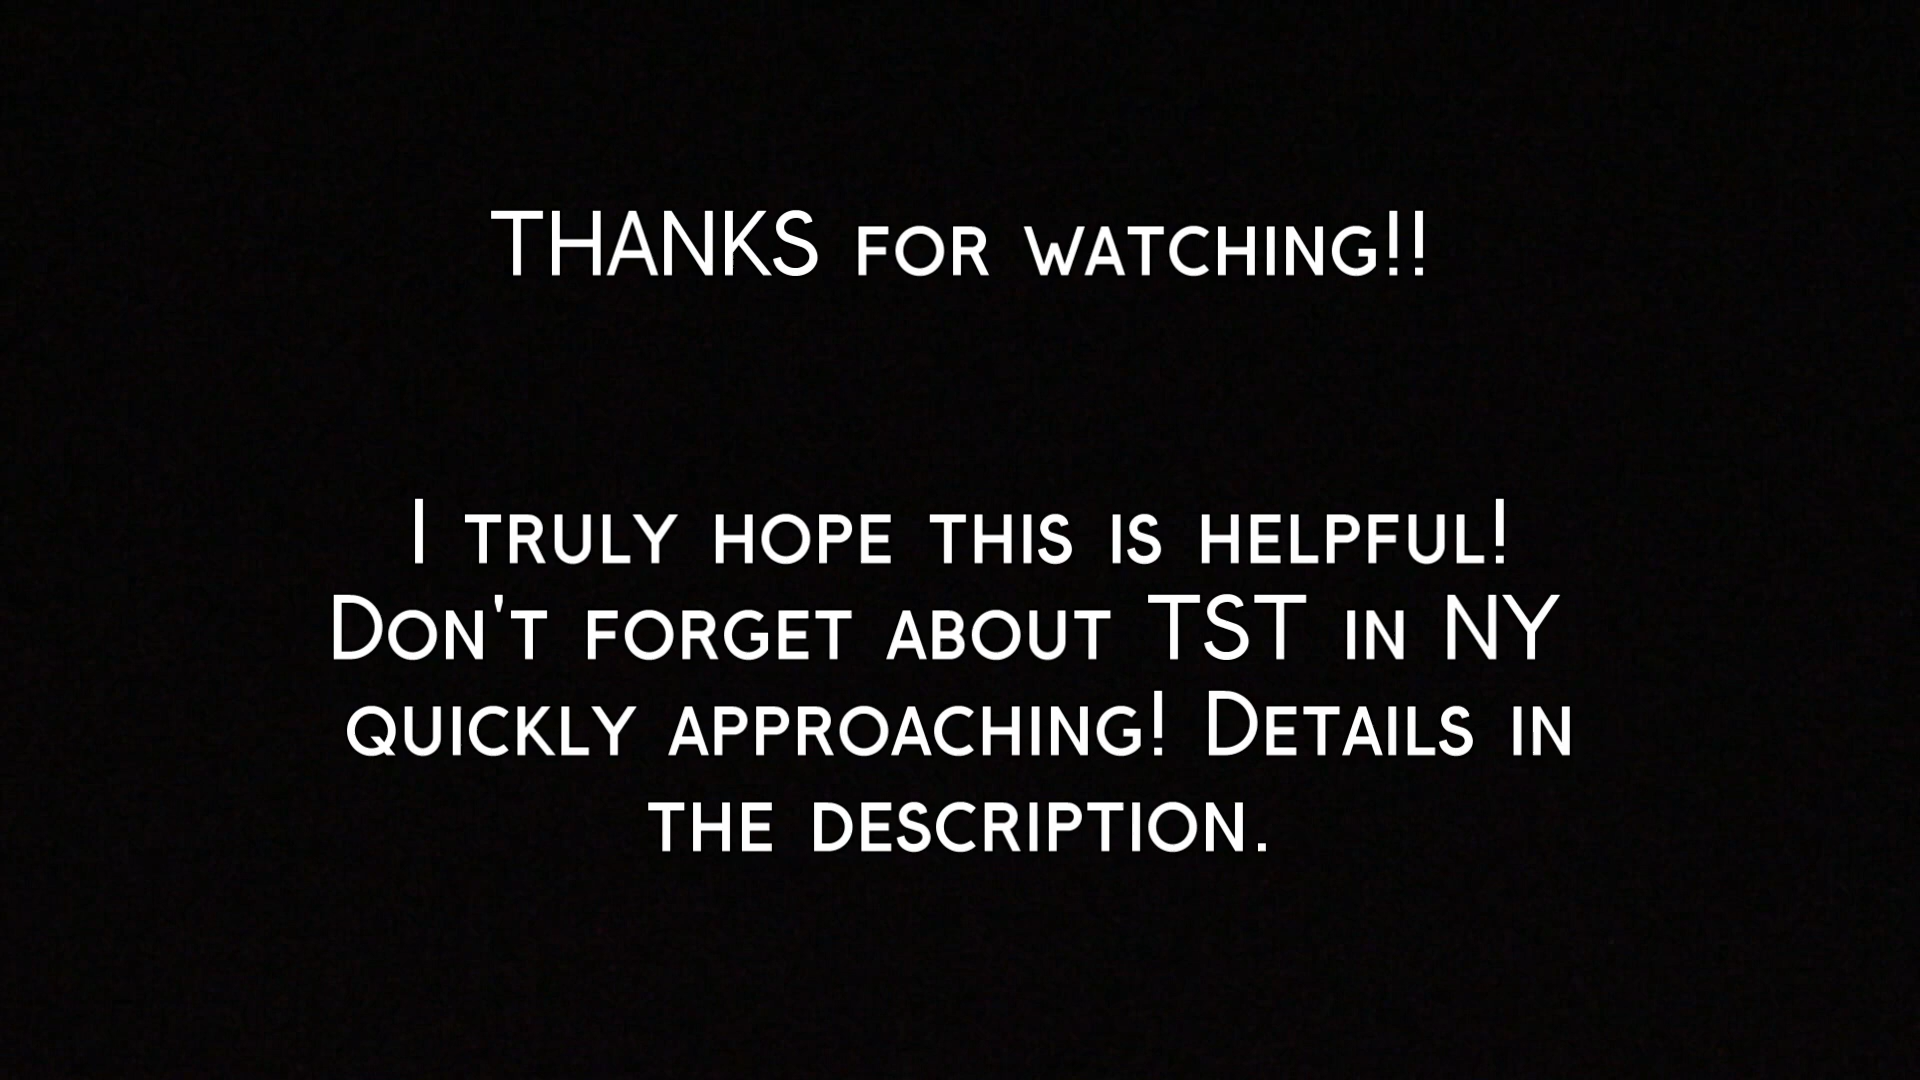 THANKS for watching!!
I truly hope this is helpful!
Don't forget about TST in NY
quickly approaching! Details in
the description.